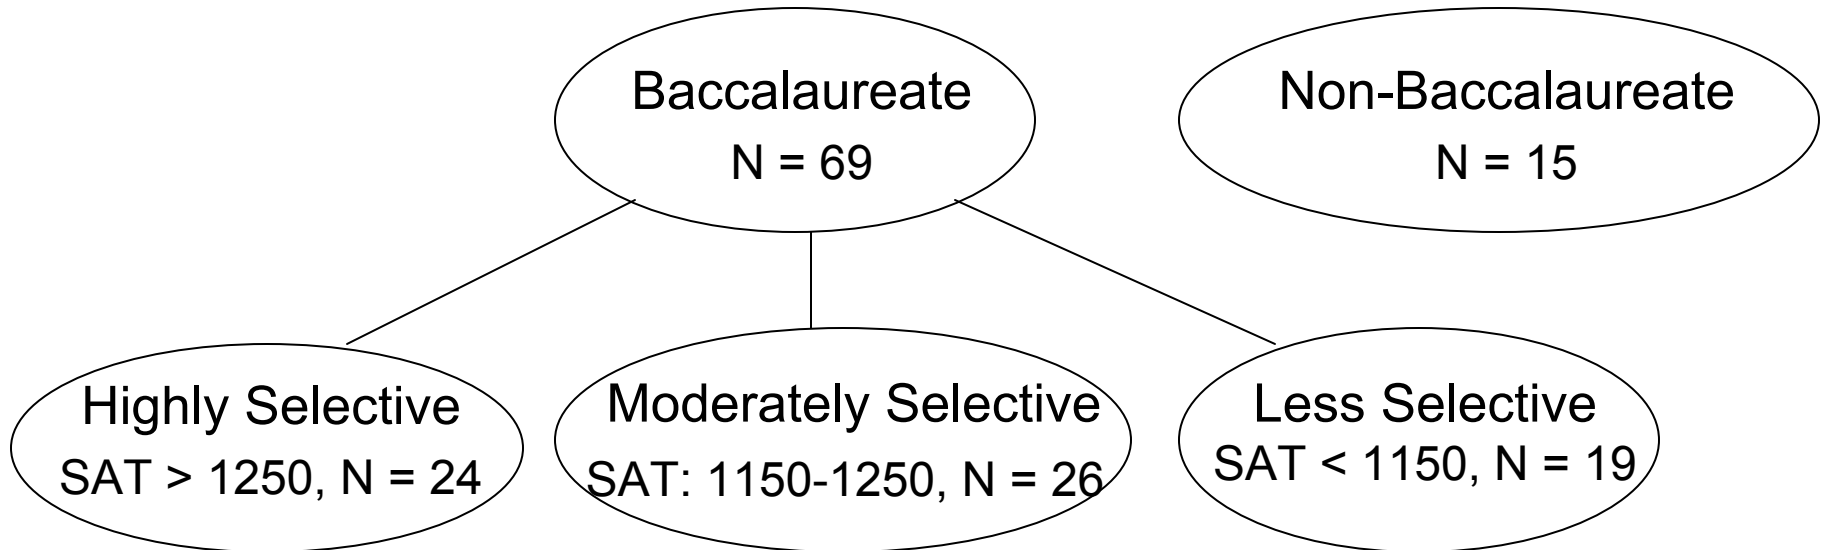 Baccalaureate
N = 69
Non-Baccalaureate
N = 15
Highly Selective
SAT > 1250, N = 24
Moderately Selective
SAT: 1150-1250, N = 26
Less Selective
SAT < 1150, N = 19